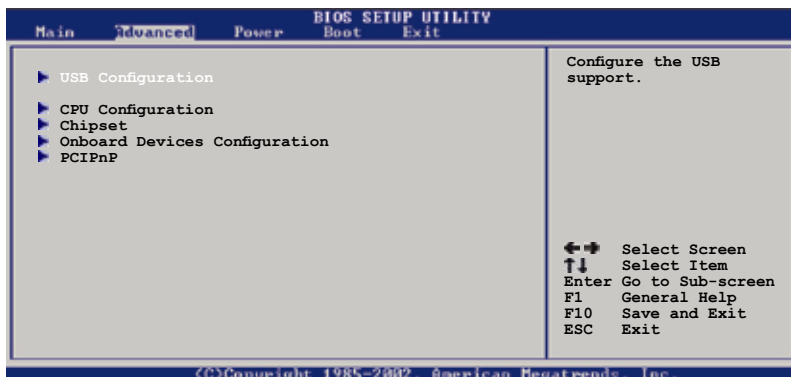 BIOS SETUP UTILITY
Main Advanced Power Boot Exit
USB Configuration
CPU Configuration
Chipset
Onboard Devices Configuration
PCIPnP
Configure the USB
support.
←→ Select Screen
↑↓ Select Item
Enter Go to Sub-screen
F1 General Help
F10 Save and Exit
ESC Exit
(C)Copyright 1985-2002, American Megatrends, Inc.